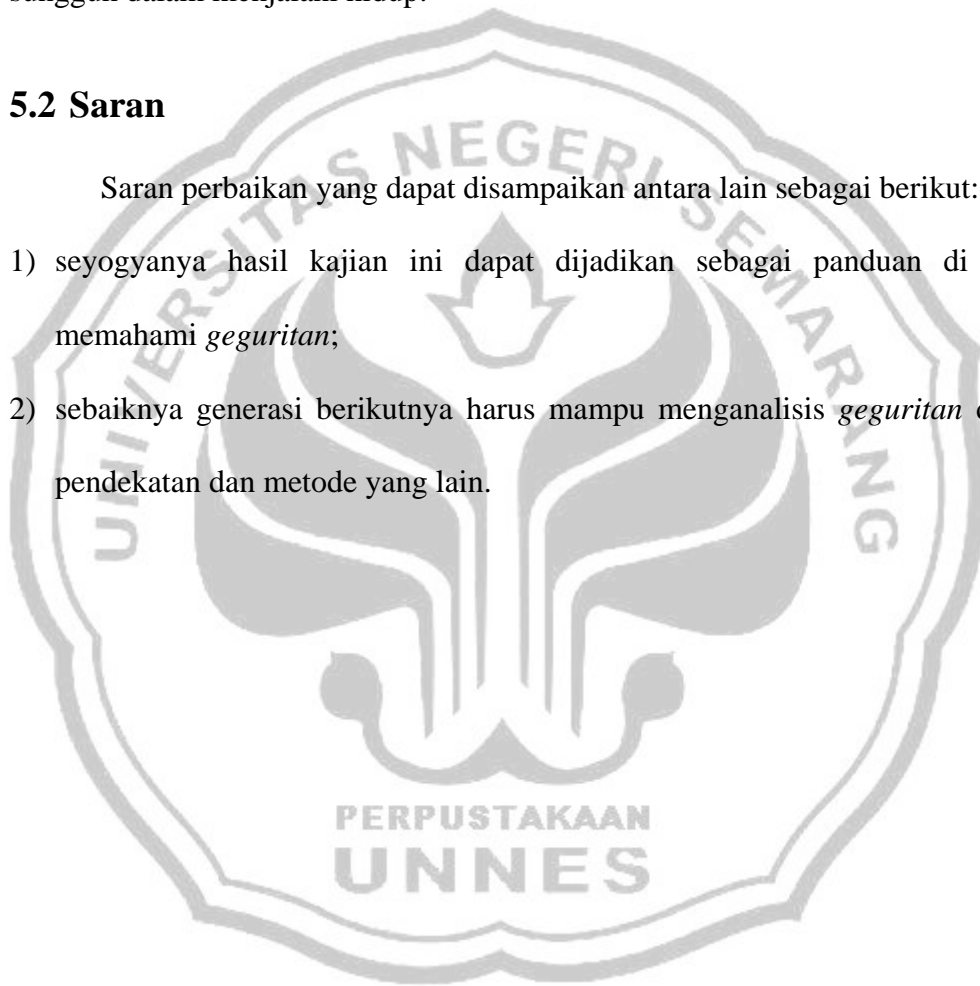 5.2 Saran
Saran perbaikan yang dapat disampaikan antara lain sebagai berikut:
1) seyogyanya hasil kajian ini dapat dijadikan sebagai panduan di
memahami geguritan;
2) sebaiknya generasi berikutnya harus mampu menganalisis geguritan
pendekatan dan metode yang lain.
UNIVERSITAS NEGERI SEMARANG
PERPUSTAKAAN
UNNES